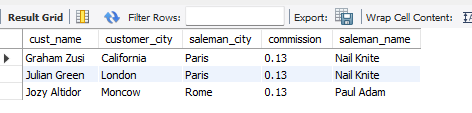 Result Grid Filter Rows: Export: Wrap Cell Content:
cust_name customer_city saleman_city commission saleman_name
Graham Zusi California Paris 0.13 Nail Knite
Julian Green London Paris 0.13 Nail Knite
Jozy Altidor Moncow Rome 0.13 Paul Adam